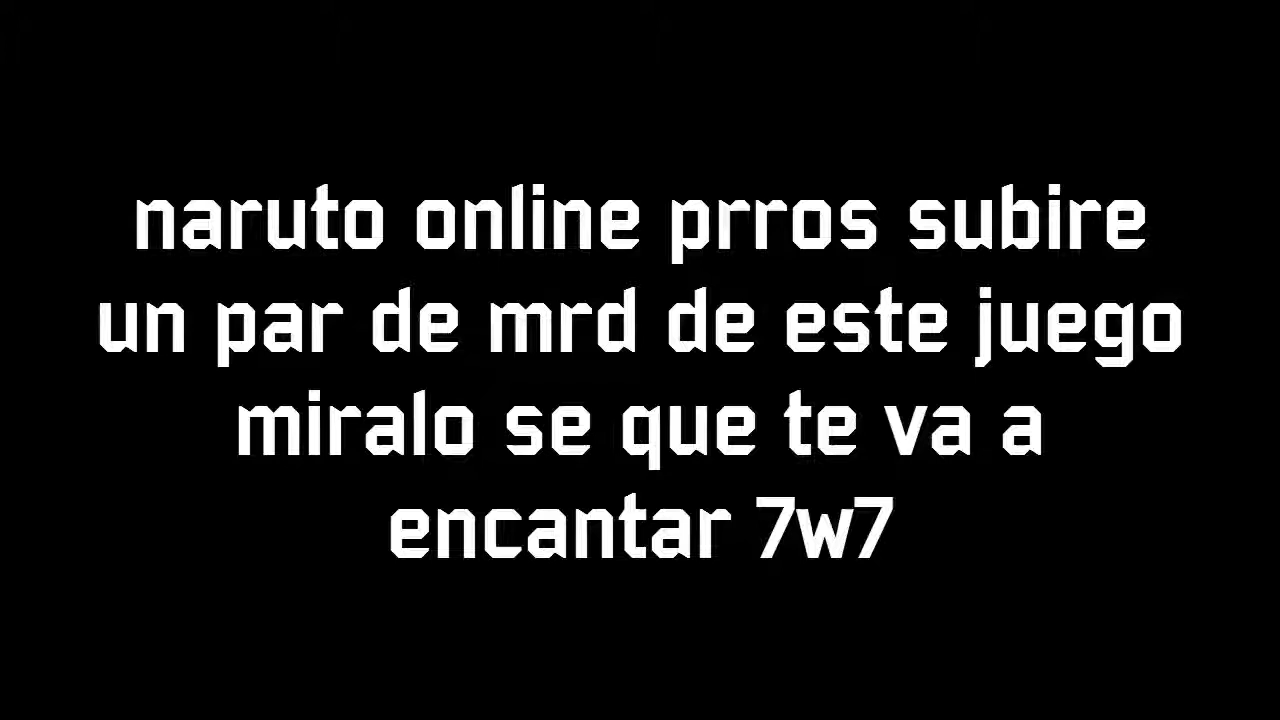 naruto online prros subire
un par de mrd de este juego
miralo se que te va a
encantar 7w7